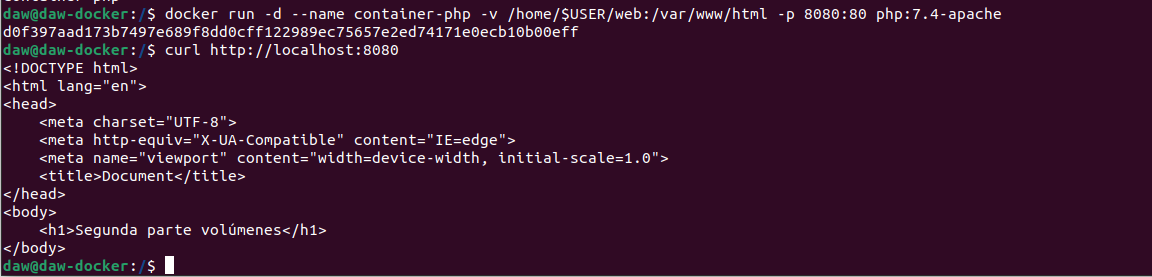 daw@daw-docker:/$ docker run -d --name container-php -v /home/$USER/web:/var/www/html -p 8080:80 php:7.4-apache
d0f397aad173b7497e689f8dd0cff122989ec75657e2ed74171e0ecb10b00eff
daw@daw-docker:/$ curl http://localhost:8080
<!DOCTYPE html>
<html lang="en">
<head>
    <meta charset="UTF-8">
    <meta http-equiv="X-UA-Compatible" content="IE=edge">
    <meta name="viewport" content="width=device-width, initial-scale=1.0">
    <title>Document</title>
</head>
<body>
    <h1>Segunda parte volúmenes</h1>
</body>
daw@daw-docker:/$